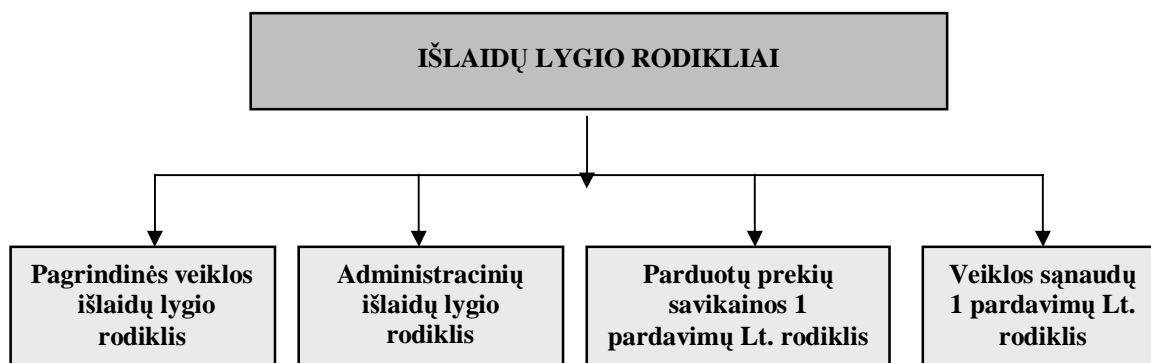 IŠLAIDŲ LYGIO RODIKLIAI
Pagrindinės veiklos
išlaidų lygio
rodiklis
Administracinių
išlaidų lygio
rodiklis
Parduotų prekių
savikainos 1
pardavimų Lt. rodiklis
Veiklos sąnaudų
1 pardavimų Lt.
rodiklis